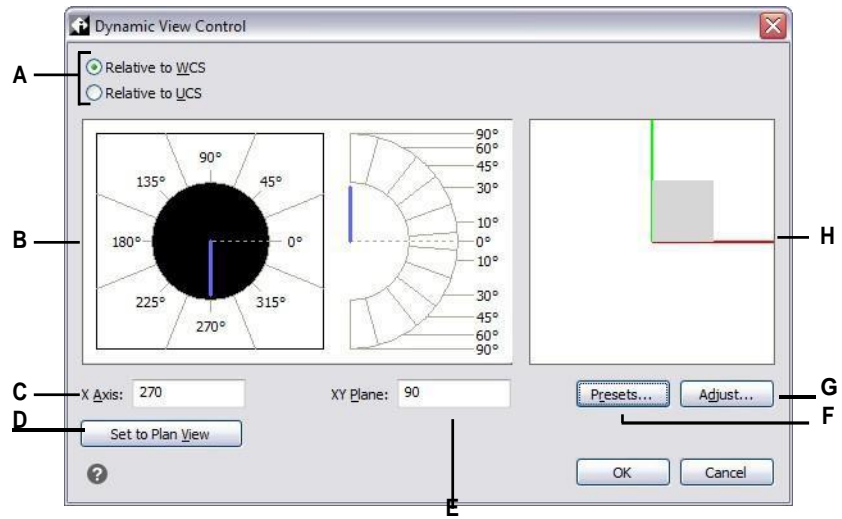 Dynamic View Control
A
Relative to WCS
Relative to UCS
90°
135°
45°
B
180°
0°
225°
315°
270°
90°
60°
45°
30°
10°
0°
10°
30°
45°
60°
90°
H
C
X Axis: 270
XY Plane: 90
Presets...
Adjust...
G
F
D
Set to Plan View
?
OK
Cancel
E